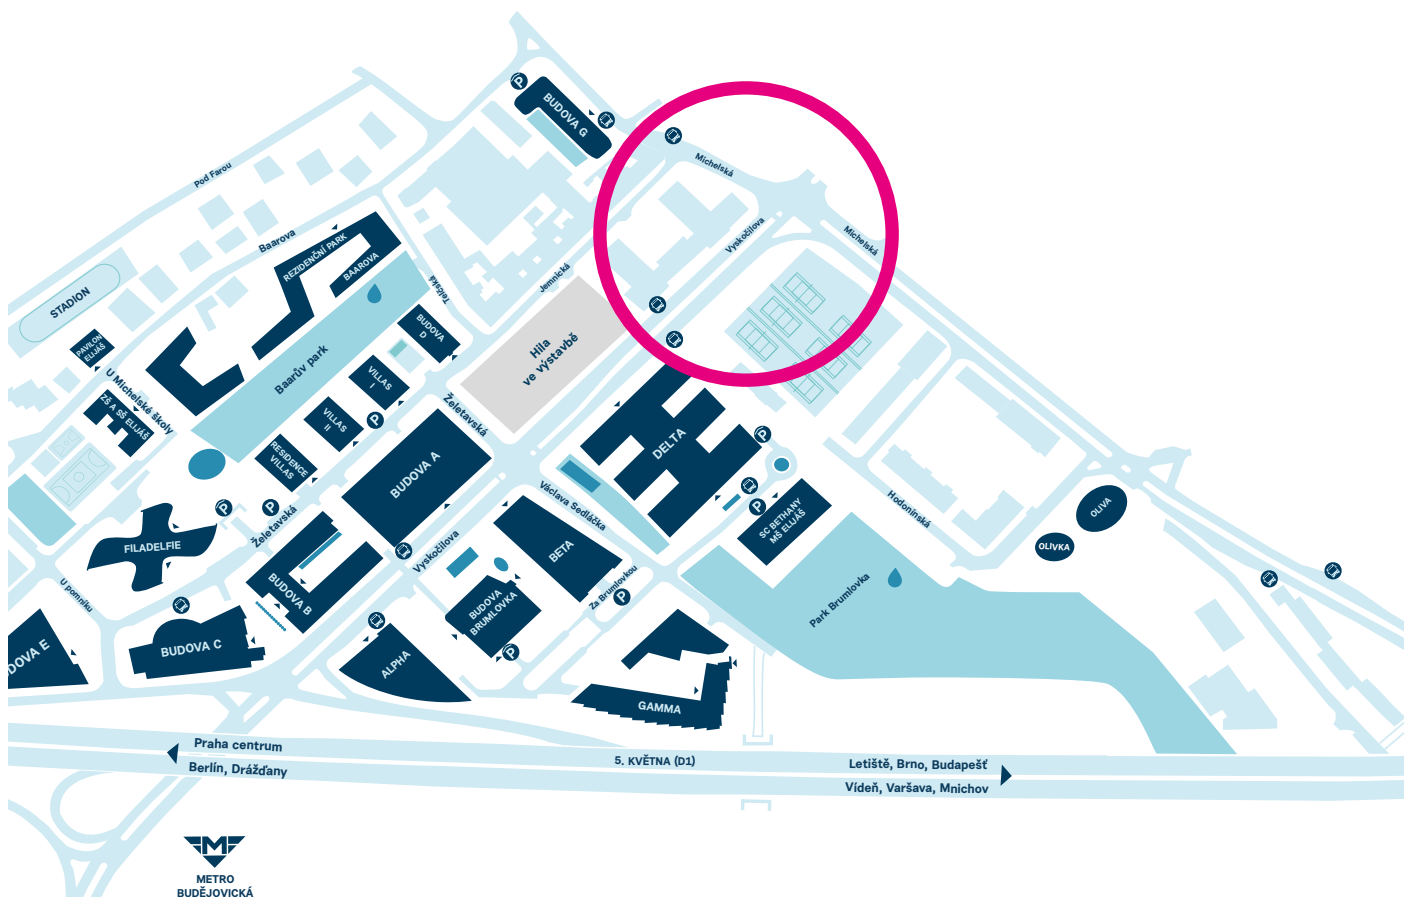 P
BUDOVA G
Michelská
Pod Farou
Vyskočilova
Michelská
Baarova
REZIDENČNÍ PARK
BAAROVA
Jemnická
Telčská
STADION
BUDOVA
D
PAVILON
ELIJÁŠ
Hila
ve výstavbě
Baarův park
VILLAS
I
U Michelské školy
ZŠ A SŠ ELIJÁŠ
VILLAS
II
P
Želetavská
DELTA
P
RESIDENCE
VILLAS
BUDOVA A
Václava Sedláčka
P
Hodonínská
OLIVA
P
P
Želetavská
SC BETHANY
MŠ ELIJÁŠ
FILADELFIE
Vyskočilova
BETA
OLIVKA
U pomníku
BUDOVA B
BUDOVA
BRUMLOVKA
Za Brumlovkou
P
Park Brumlovka
BUDOVA C
DOVA E
ALPHA
P
GAMMA
Praha centrum
Berlín, Drážďany
5. KVĚTNA (D1)
Letiště, Brno, Budapešť
Vídeň, Varšava, Mnichov
M
METRO
BUDĚJOVICKÁ